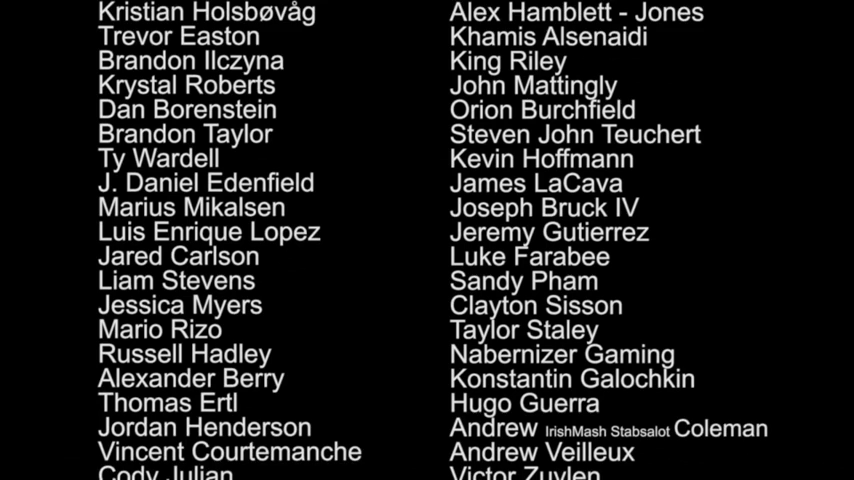 Kristian Holsbøvåg
Trevor Easton
Brandon Ilczyna
Krystal Roberts
Dan Borenstein
Brandon Taylor
Ty Wardell
J. Daniel Edenfield
Marius Mikalsen
Luis Enrique Lopez
Jared Carlson
Liam Stevens
Jessica Myers
Mario Rizo
Russell Hadley
Alexander Berry
Thomas Ertl
Jordan Henderson
Vincent Courtemanche
Cody Julian
Alex Hamblett - Jones
Khamis Alsenaidi
King Riley
John Mattingly
Orion Burchfield
Steven John Teuchert
Kevin Hoffmann
James LaCava
Joseph Bruck IV
Jeremy Gutierrez
Luke Farabee
Sandy Pham
Clayton Sisson
Taylor Staley
Nabernizer Gaming
Konstantin Galochkin
Hugo Guerra
Andrew IrishMash Stabsalot Coleman
Andrew Veilleux
Victor Zuylen